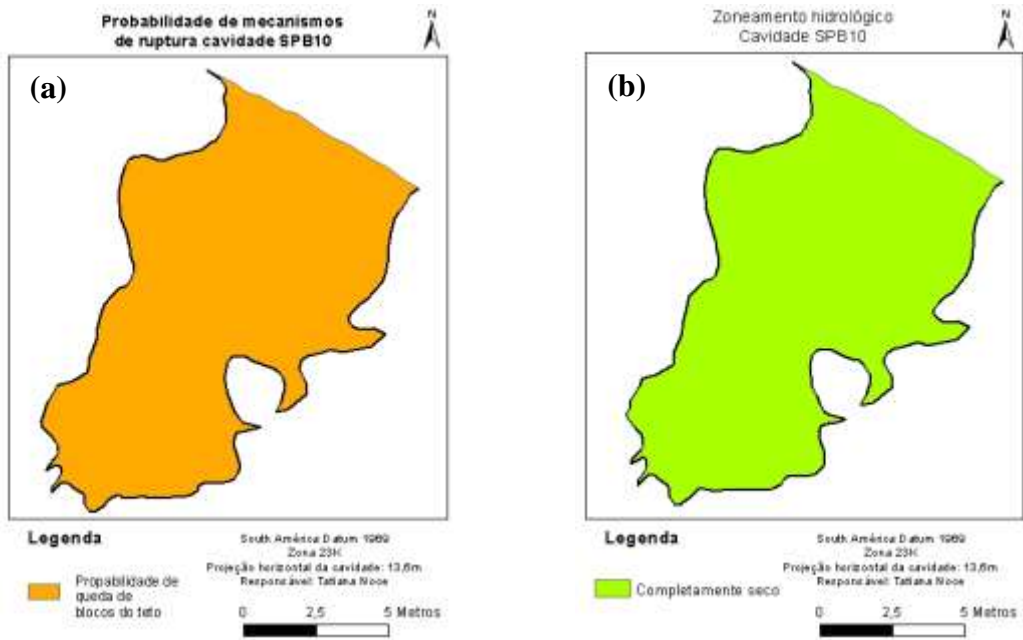 Probabilidade de mecanismos
de ruptura cavidade SPB10
N
(a)
Legenda
Propabilidade de
queda de
blocos do teto
South América Datum 1969
Zona 23K
Projeção horizontal da cavidade: 13,6m
Responsável: Tatiana Noce
0 2,5 5 Metros
Zoneamento hidrológico
Cavidade SPB10
N
(b)
Legenda
Completamente seco
South América Datum 1969
Zona 23K
Projeção horizontal da cavidade: 13,6m
Responsável: Tatiana Noce
0 2,5 5 Metros